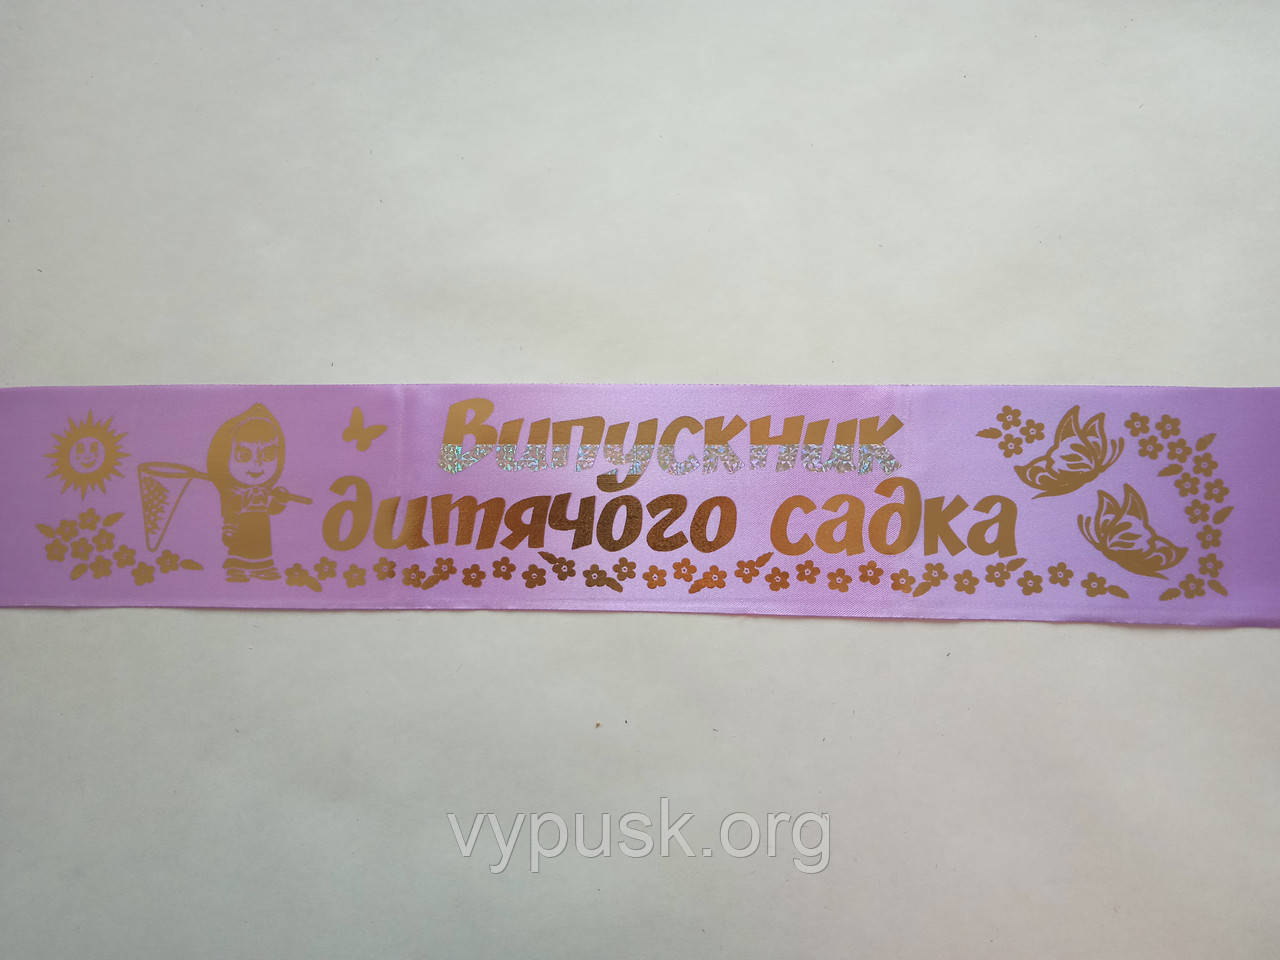 Випускник
дитячого садка
vypusk.org